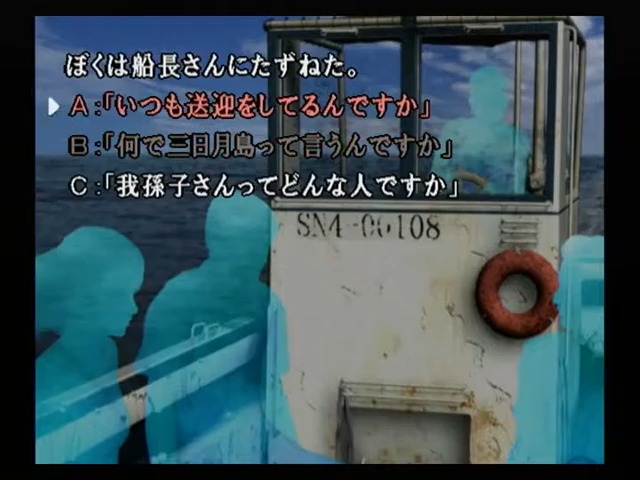 ぼくは船長さんにたずねた。
A:「いつも送迎をしてるんですか」
B:「何で三日月島って言うんですか」
C:「我孫子さんってどんな人ですか」
SN4-00108